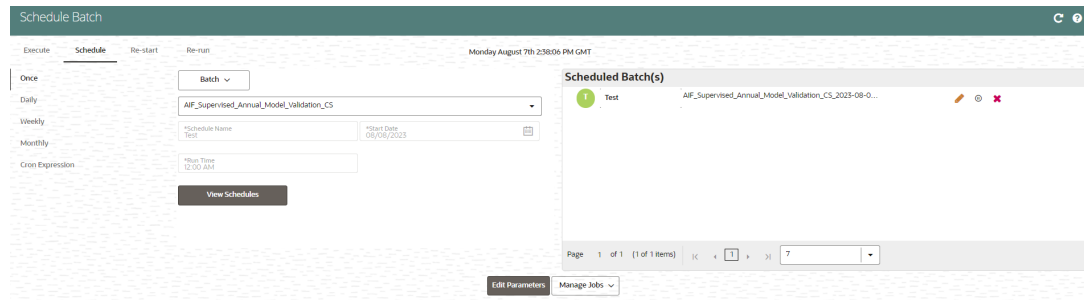 Schedule Batch
Execute Schedule Re-start Re-run
Monday August 7th 2:38:06 PM GMT
Once
Daily
Weekly
Monthly
Cron Expression
Batch
AIF_Supervised_Annual_Model_Validation_CS
*Schedule Name
Test
*Start Date
08/08/2023
*Run Time
12:00 AM
View Schedules
Scheduled Batch(s)
T Test AIF_Supervised_Annual_Model_Validation_CS_2023-08-0...
Page 1 of 1 (1 of 1 items) 1 7
Edit Parameters Manage Jobs